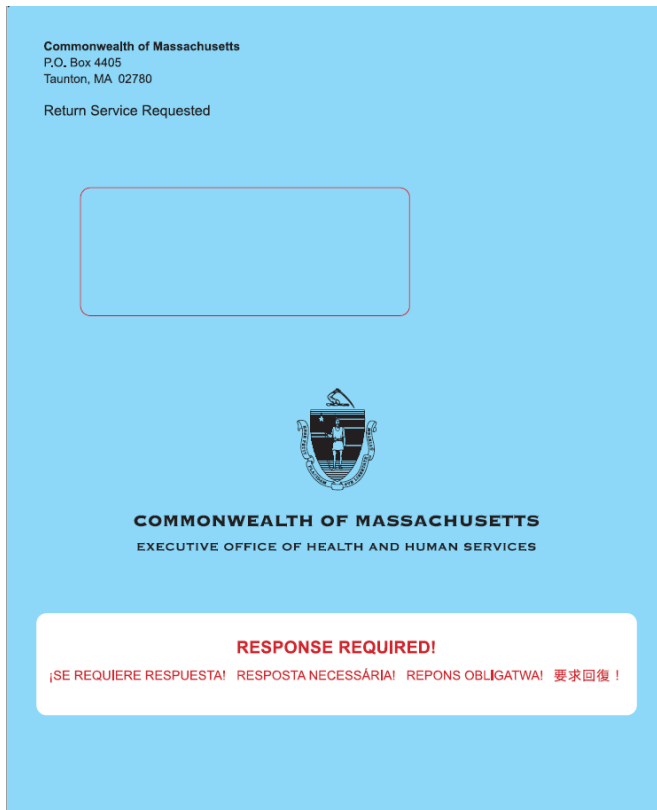 Commonwealth of Massachusetts
P.O. Box 4405
Taunton, MA 02780
Return Service Requested
COMMONWEALTH OF MASSACHUSETTS
EXECUTIVE OFFICE OF HEALTH AND HUMAN SERVICES
RESPONSE REQUIRED!
¡SE REQUIERE RESPUESTA! RESPOSTA NECESSÁRIA! REPONS OBLIGATWA! 要求回復！